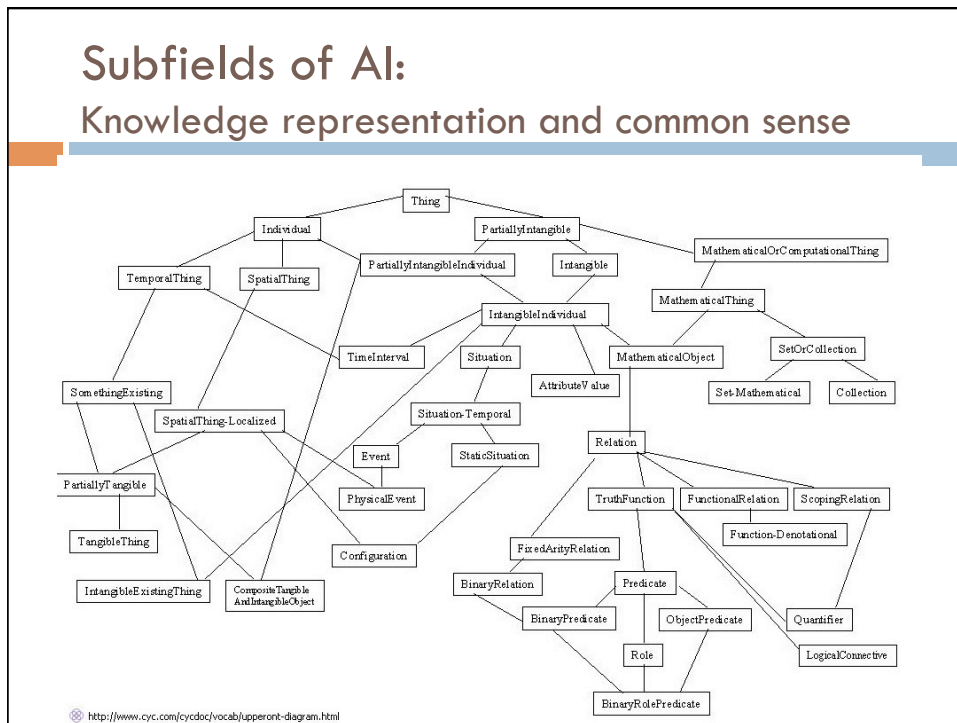 Subfields of AI:
Knowledge representation and common sense
Thing
Individual
PartiallyIntangible
MathematicalOrComputationalThing
TemporalThing
SpatialThing
PartiallyIntangibleIndividual
Intangible
MathematicalThing
IntangibleIndividual
TimeInterval
Situation
MathematicalObject
SetOrCollection
AttributeValue
SomethingExisting
Set-Mathematical
Collection
SpatialThing-Localized
Situation-Temporal
Relation
Event
StaticSituation
PartiallyTangible
PhysicalEvent
TruthFunction
FunctionalRelation
ScopingRelation
TangibleThing
Function-Denotational
Configuration
FixedArityRelation
IntangibleExistingThing
CompositeTangible
AndIntangibleObject
BinaryRelation
Predicate
BinaryPredicate
ObjectPredicate
Quantifier
Role
LogicalConnective
BinaryRolePredicate
http://www.cyc.com/cycdoc/vocab/upperont-diagram.html